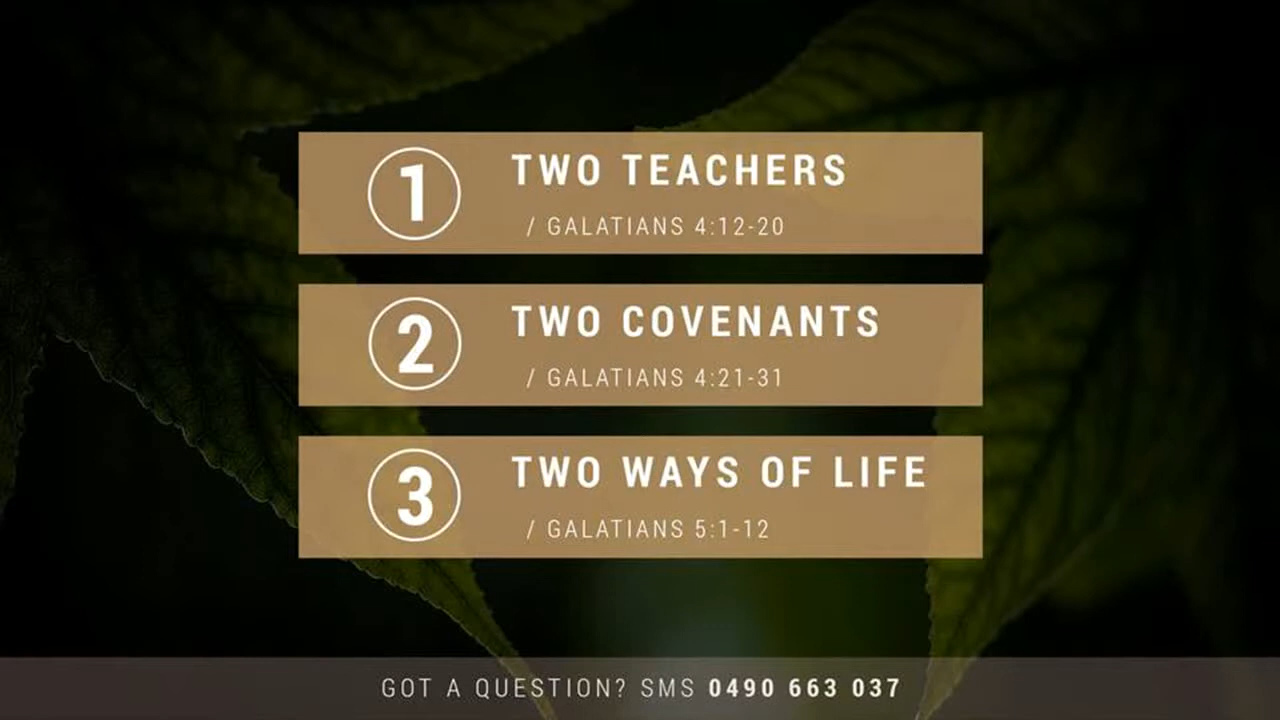 1
TWO TEACHERS
/ GALATIANS 4:12-20
2
TWO COVENANTS
/ GALATIANS 4:21-31
3
TWO WAYS OF LIFE
/ GALATIANS 5:1-12
GOT A QUESTION? SMS 0490 663 037